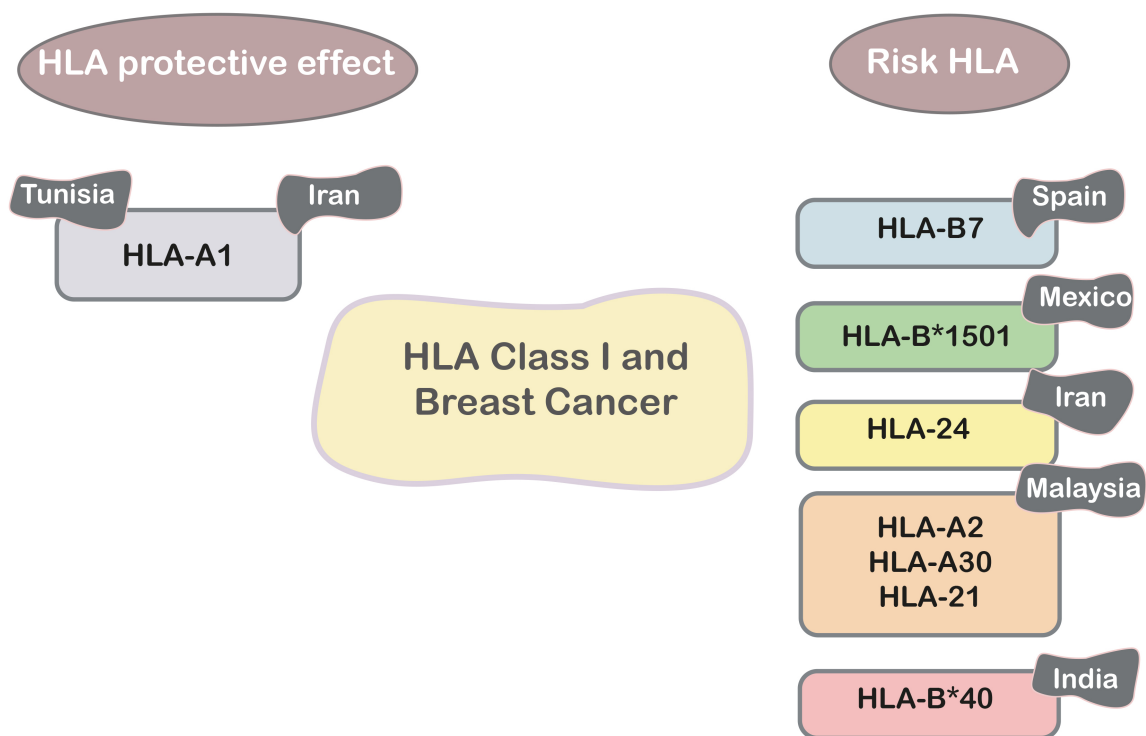 HLA protective effect
Risk HLA
Tunisia
Iran
HLA-A1
HLA Class I and
Breast Cancer
Spain
HLA-B7
Mexico
HLA-B*1501
Iran
HLA-24
Malaysia
HLA-A2
HLA-A30
HLA-21
India
HLA-B*40